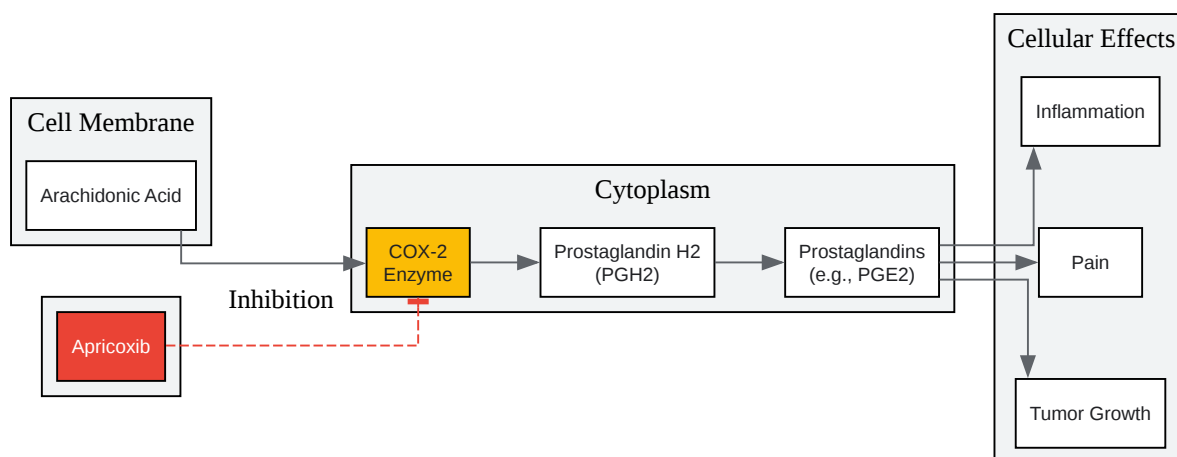 Cell Membrane
Arachidonic Acid
Inhibition
Apricoxib
Cytoplasm
COX-2
Enzyme
Prostaglandin H2
(PGH2)
Prostaglandins
(e.g., PGE2)
Cellular Effects
Inflammation
Pain
Tumor Growth